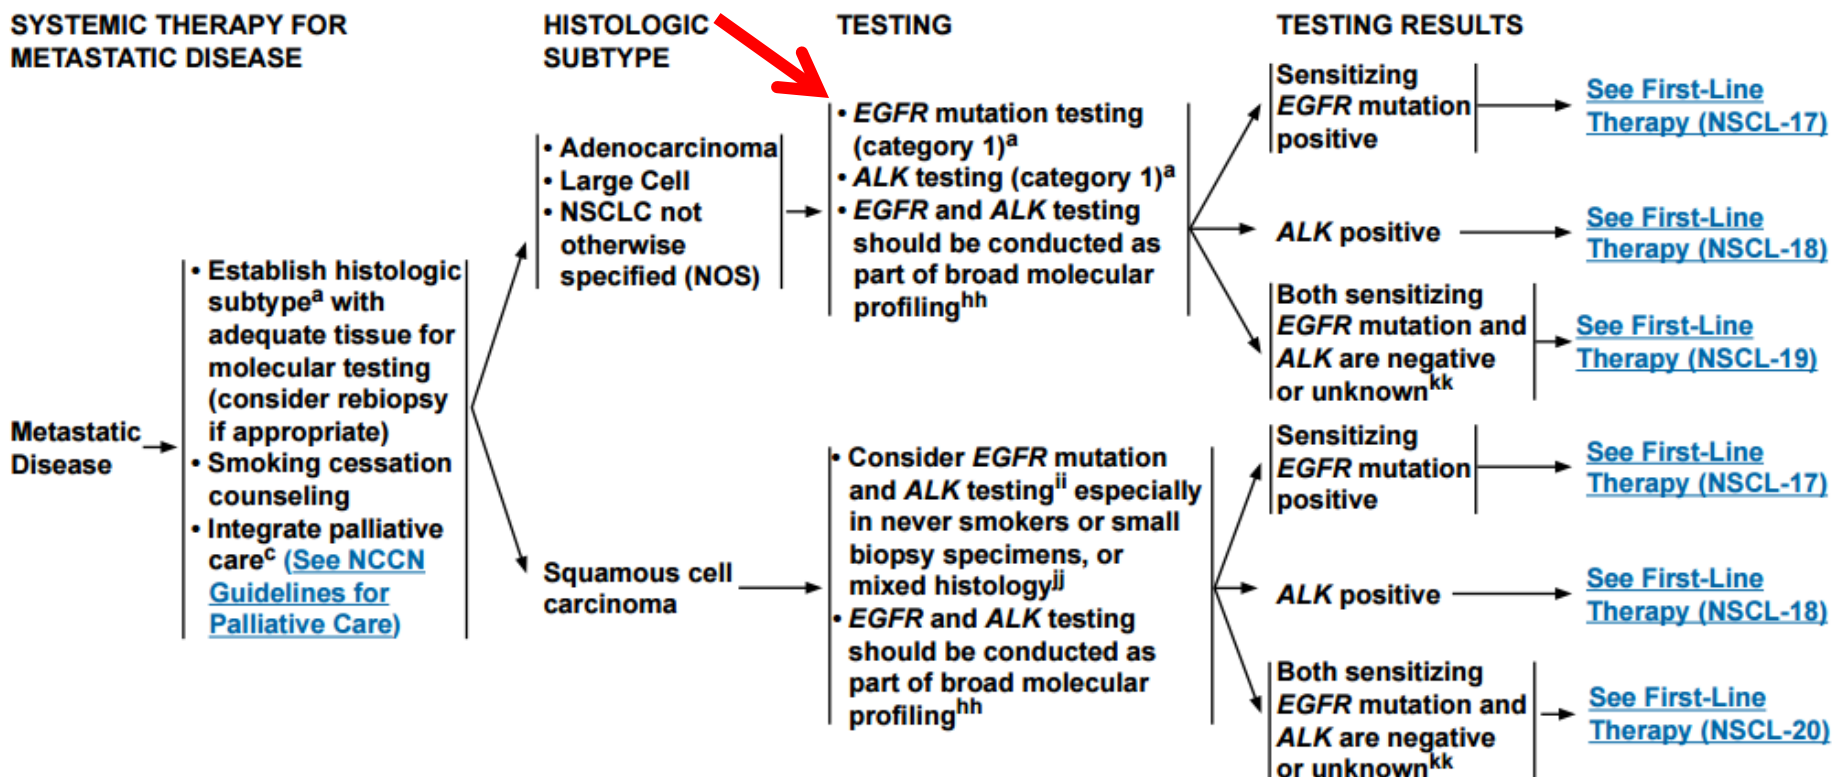 SYSTEMIC THERAPY FOR
METASTATIC DISEASE
HISTOLOGIC
SUBTYPE
TESTING
TESTING RESULTS
Metastatic
Disease
• Establish histologic
subtypeᵃ with
adequate tissue for
molecular testing
(consider rebiopsy
if appropriate)
• Smoking cessation
counseling
• Integrate palliative
careᶜ (See NCCN
Guidelines for
Palliative Care)
• Adenocarcinoma
• Large Cell
• NSCLC not
otherwise
specified (NOS)
• EGFR mutation testing
(category 1)ᵃ
• ALK testing (category 1)ᵃ
• EGFR and ALK testing
should be conducted as
part of broad molecular
profilingʰʰ
Sensitizing
EGFR mutation
positive
See First-Line
Therapy (NSCL-17)
ALK positive
See First-Line
Therapy (NSCL-18)
Both sensitizing
EGFR mutation and
ALK are negative
or unknownᵏᵏ
See First-Line
Therapy (NSCL-19)
Squamous cell
carcinoma
• Consider EGFR mutation
and ALK testingⁱⁱ especially
in never smokers or small
biopsy specimens, or
mixed histologyʲʲ
• EGFR and ALK testing
should be conducted as
part of broad molecular
profilingʰʰ
Sensitizing
EGFR mutation
positive
See First-Line
Therapy (NSCL-17)
ALK positive
See First-Line
Therapy (NSCL-18)
Both sensitizing
EGFR mutation and
ALK are negative
or unknownᵏᵏ
See First-Line
Therapy (NSCL-20)